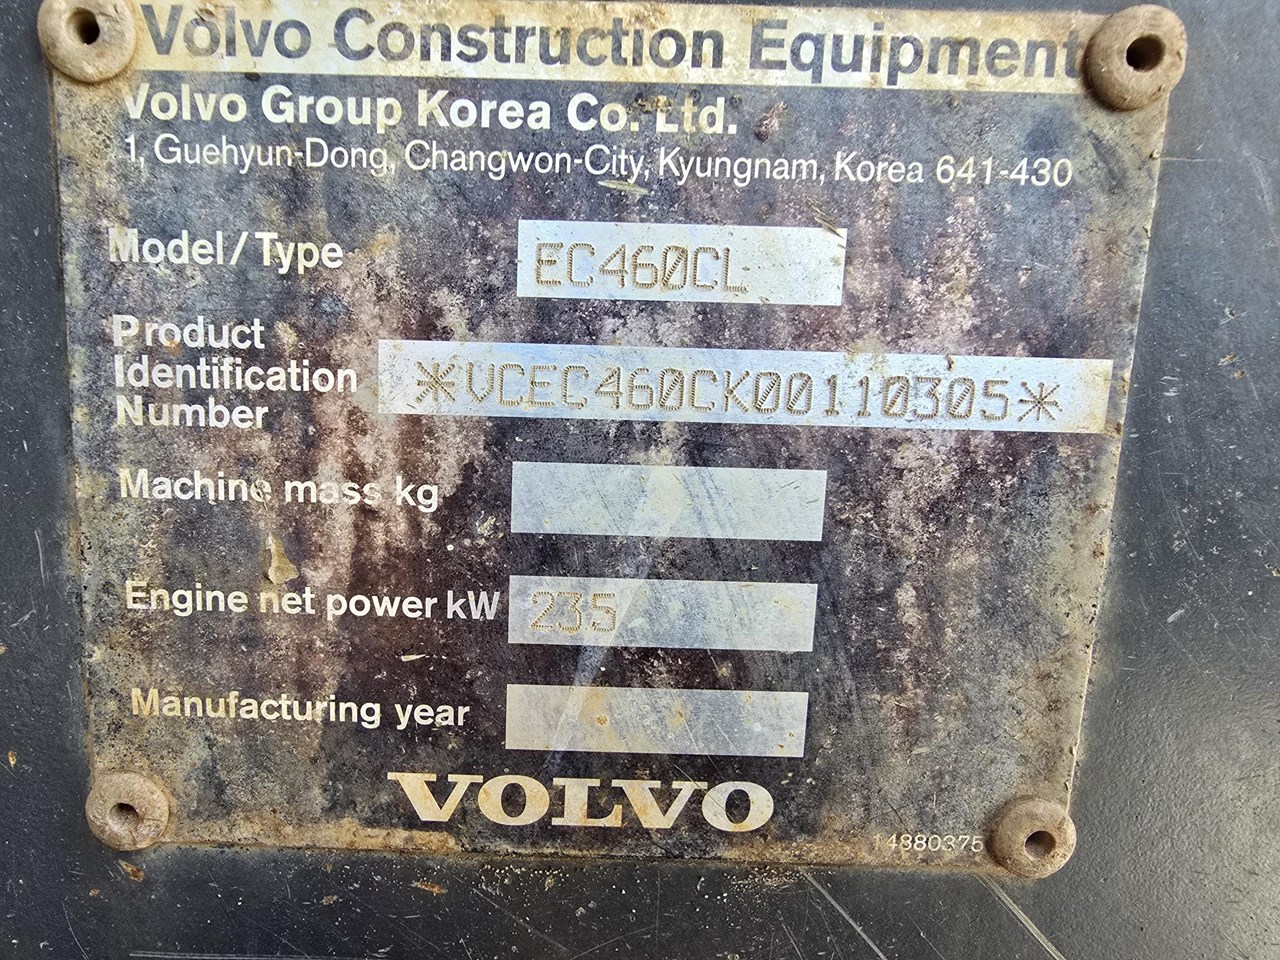 Volvo Construction Equipment
Volvo Group Korea Co. Ltd.
1, Guehyun-Dong, Changwon-City, Kyungnam, Korea 641-430
Model/Type EC460CL
Product
Identification
Number *VCEC460CK00110305*
Machine mass kg
Engine net power kW 235
Manufacturing year
VOLVO
14880375